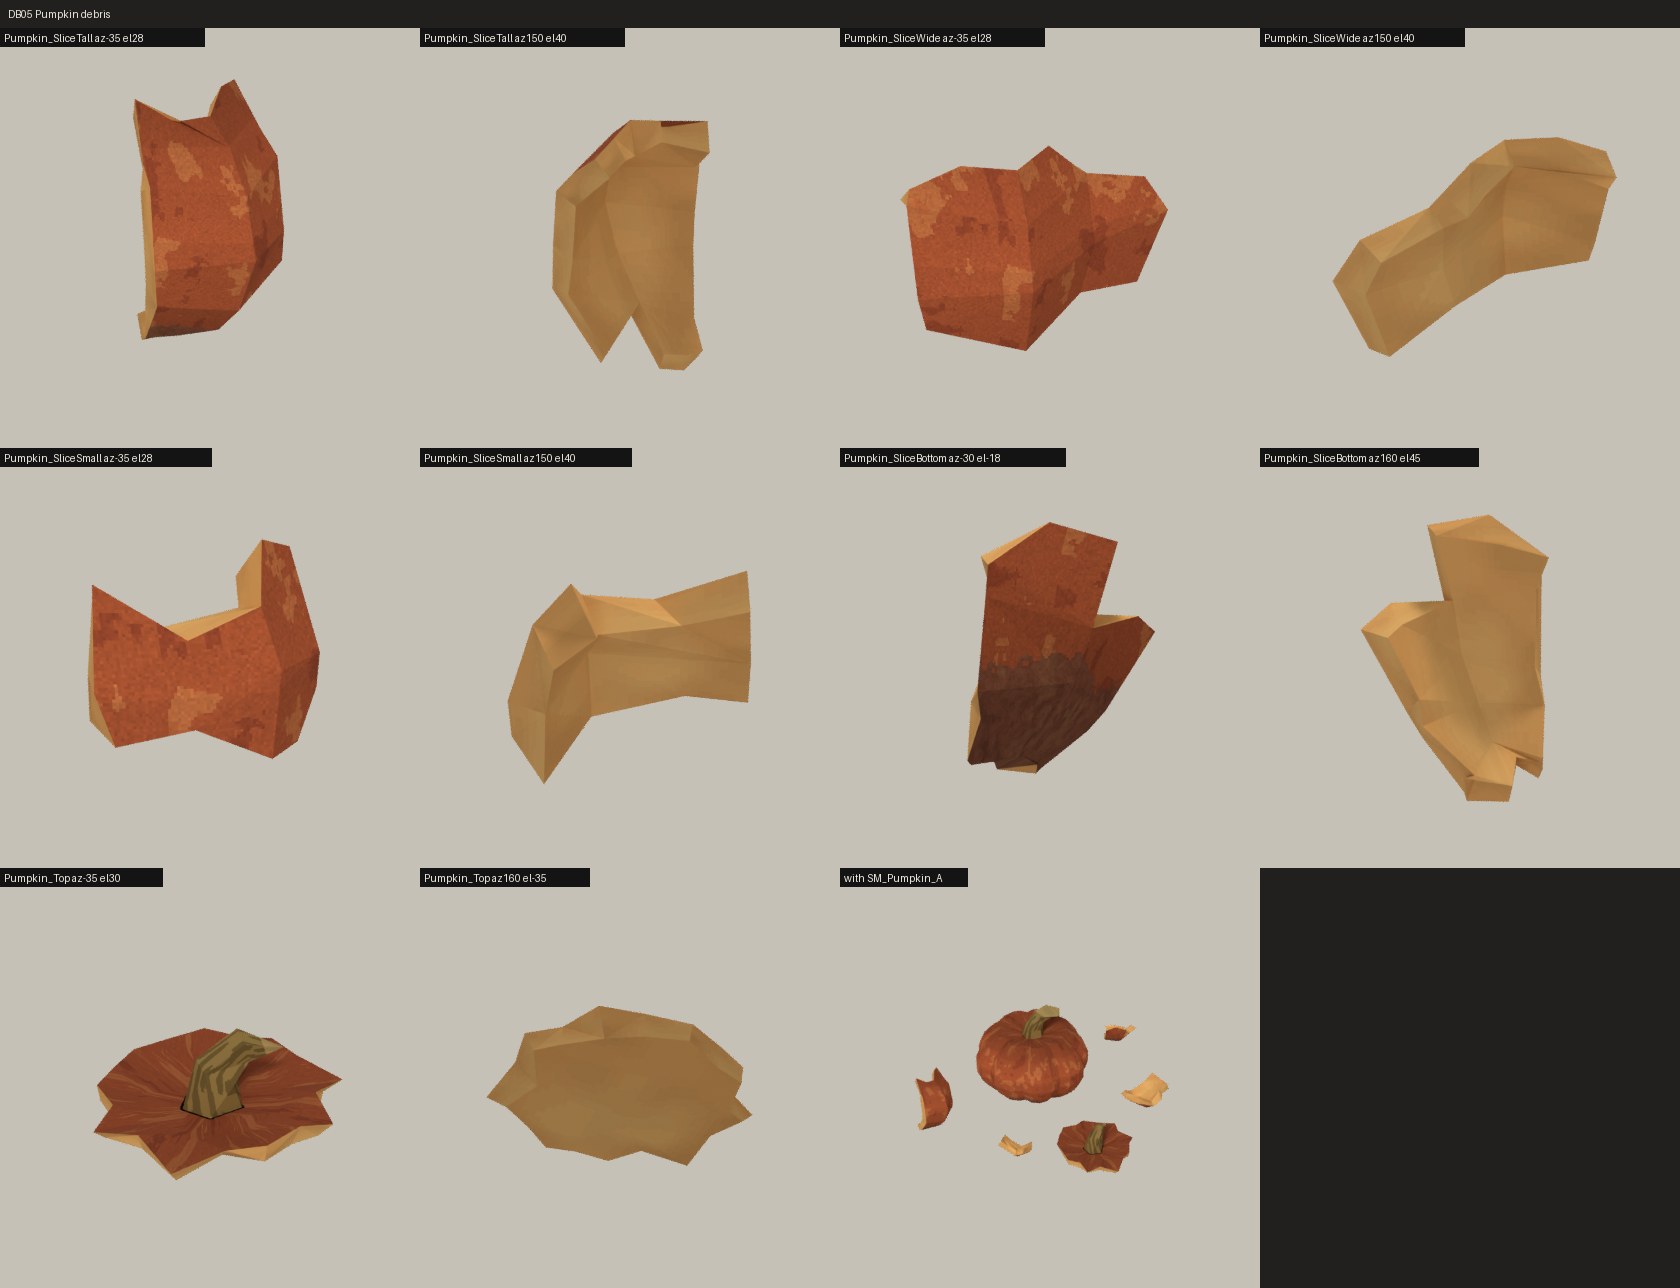 DB05 Pumpkin debris
Pumpkin_SliceTall az-35 el28
Pumpkin_SliceTall az150 el40
Pumpkin_SliceWide az-35 el28
Pumpkin_SliceWide az150 el40
Pumpkin_SliceSmall az-35 el28
Pumpkin_SliceSmall az150 el40
Pumpkin_SliceBottom az-30 el-18
Pumpkin_SliceBottom az160 el45
Pumpkin_Top az-35 el30
Pumpkin_Top az160 el-35
with SM_Pumpkin_A